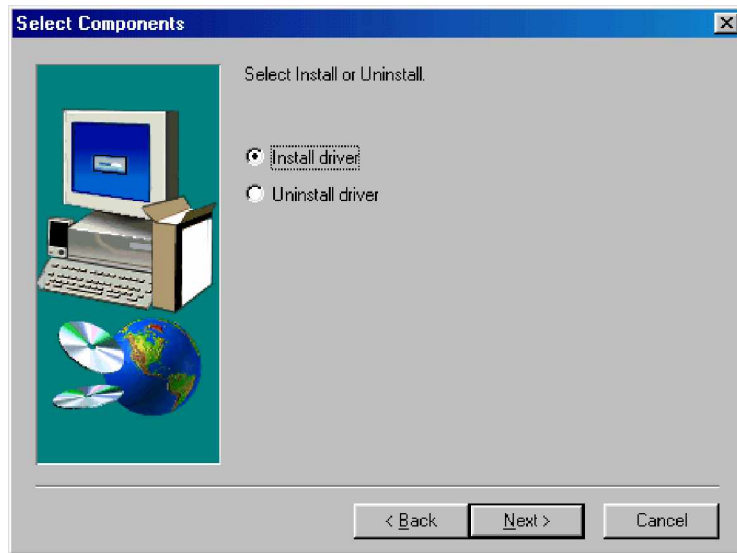 Select Components
Select Install or Uninstall.
Install driver
Uninstall driver
< Back
Next >
Cancel